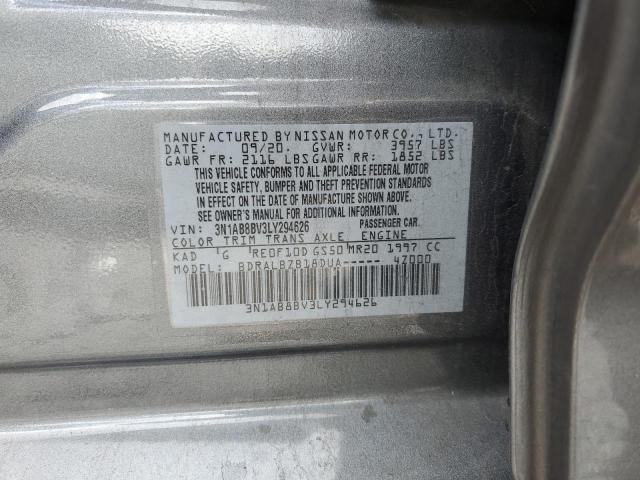 MANUFACTURED BY NISSAN MOTOR CO., LTD.
DATE: 09/20. GVWR: 3957 LBS
GAWR FR: 2116 LBS GAWR RR: 1852 LBS
THIS VEHICLE CONFORMS TO ALL APPLICABLE FEDERAL MOTOR
VEHICLE SAFETY, BUMPER AND THEFT PREVENTION STANDARDS
IN EFFECT ON THE DATE OF MANUFACTURE SHOWN ABOVE.
SEE OWNER'S MANUAL FOR ADDITIONAL INFORMATION.
VIN: 3N1AB8BV3LY294626 PASSENGER CAR.
COLOR TRIM TRANS AXLE ENGINE
KAD G RE0F10D GS50 MR20 1997 CC
MODEL: BDRALBZB18DUA----- 4Z000
3N1AB8BV3LY294626